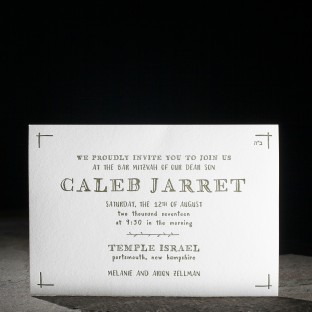 ב״ה
WE PROUDLY INVITE YOU TO JOIN US
AT THE BAR MITZVAH OF OUR DEAR SON
CALEB JARRET
SATURDAY, THE 12TH OF AUGUST
two thousand seventeen
at 9:30 in the morning
TEMPLE ISRAEL
portsmouth, new hampshire
MELANIE AND ARON ZELLMAN